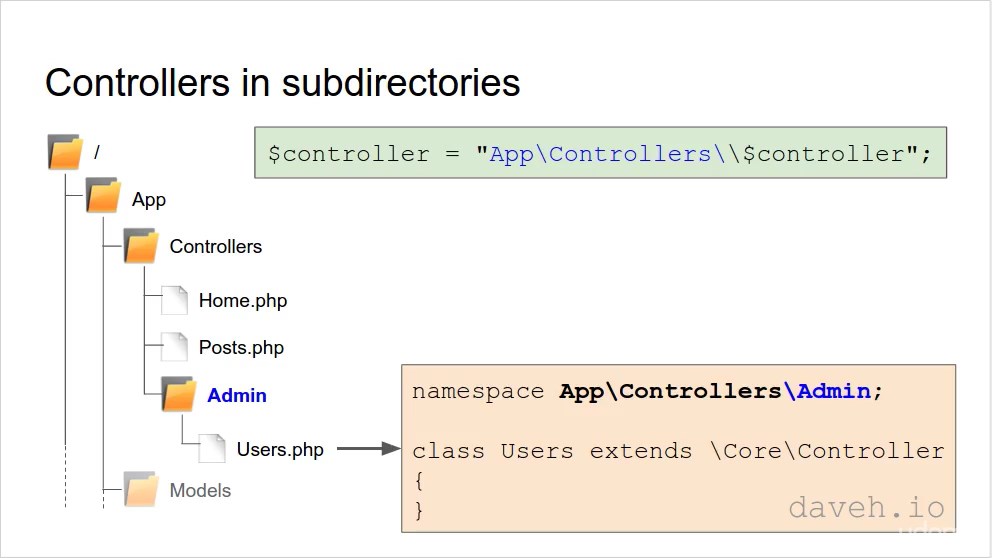 Controllers in subdirectories
/
$controller = "App\Controllers\\$controller";
App
Controllers
Home.php
Posts.php
Admin
Users.php
Models
namespace App\Controllers\Admin;
class Users extends \Core\Controller
{
}
daveh.io